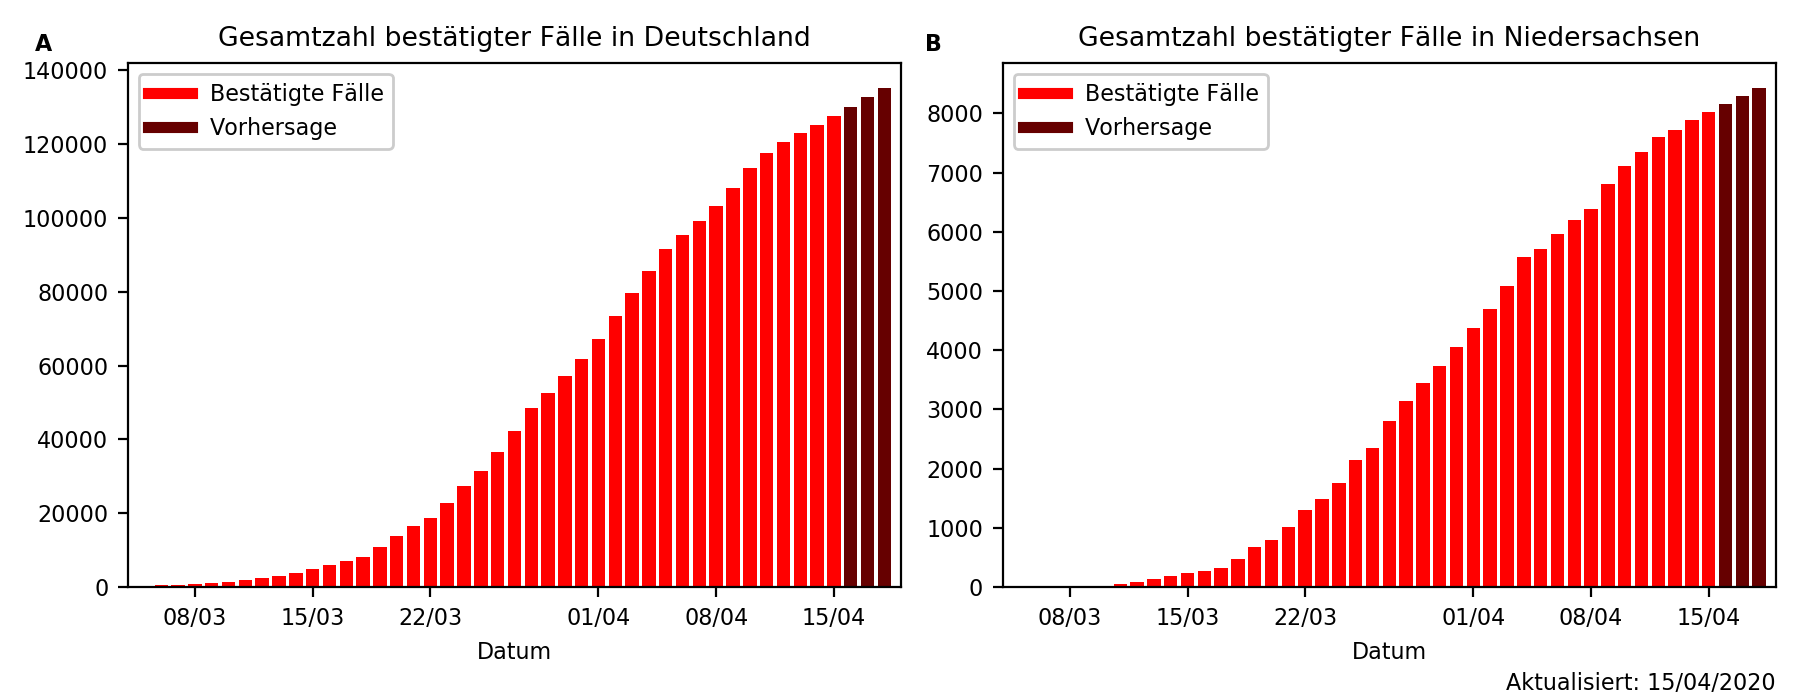 A
Gesamtzahl bestätigter Fälle in Deutschland
140000
120000
100000
80000
60000
40000
20000
0
Bestätigte Fälle
Vorhersage
08/03 15/03 22/03 01/04 08/04 15/04
Datum
B
Gesamtzahl bestätigter Fälle in Niedersachsen
8000
7000
6000
5000
4000
3000
2000
1000
0
Bestätigte Fälle
Vorhersage
08/03 15/03 22/03 01/04 08/04 15/04
Datum
Aktualisiert: 15/04/2020